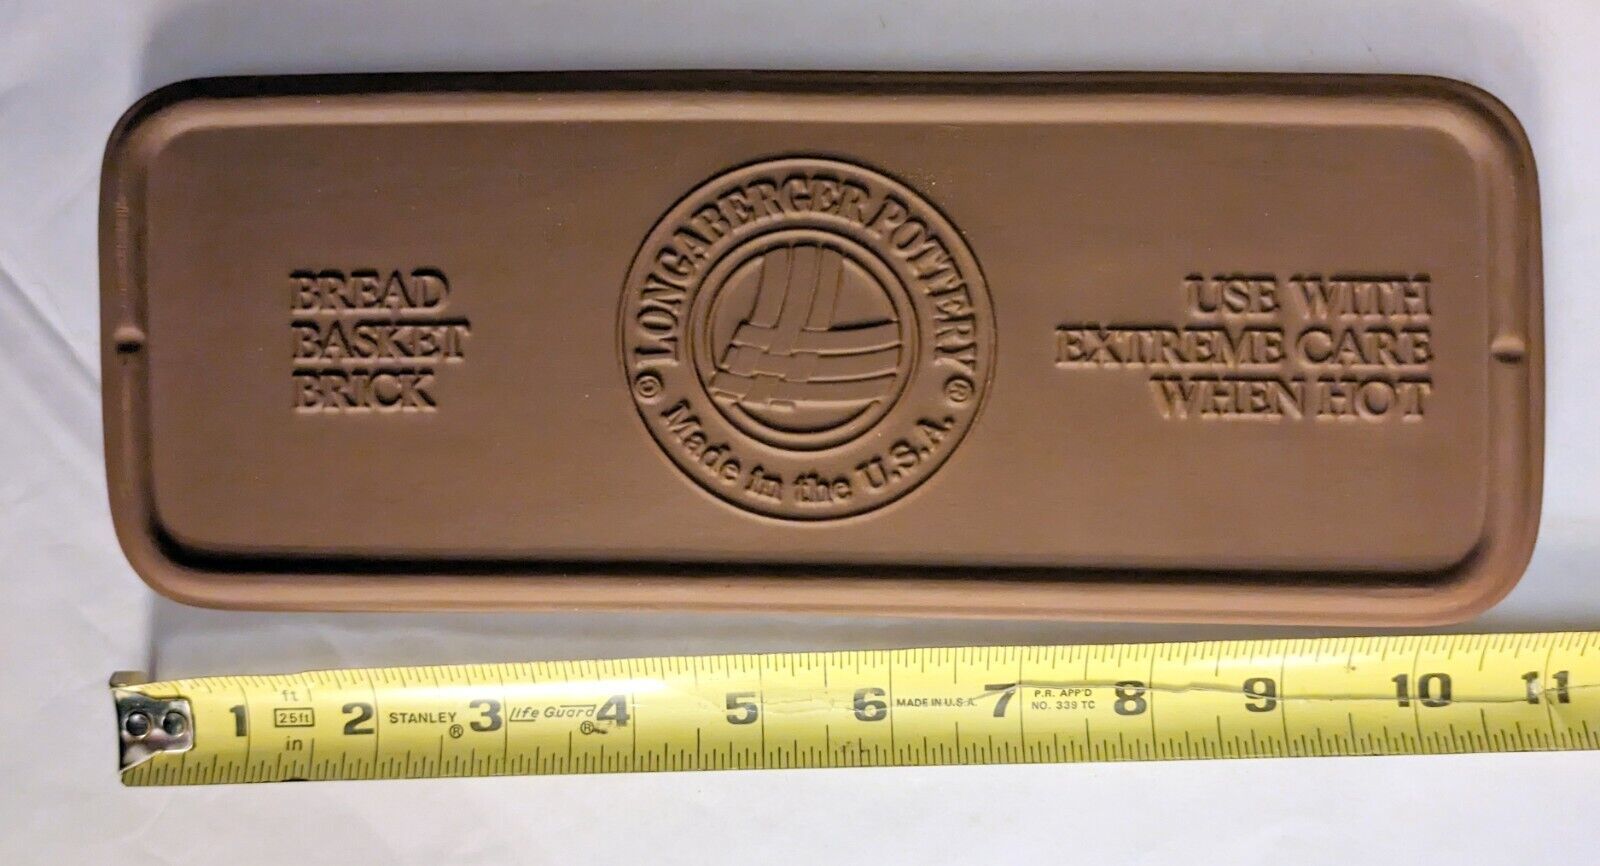 BREAD
BASKET
BRICK
LONGABERGER POTTERY ®
© Made in the U.S.A.
USE WITH
EXTREME CARE
WHEN HOT
1 ft 25ft in 2 STANLEY ® 3 Life Guard ® 4 5 6 MADE IN U.S.A. 7 P.R. APP'D NO. 339 TC 8 9 10 11